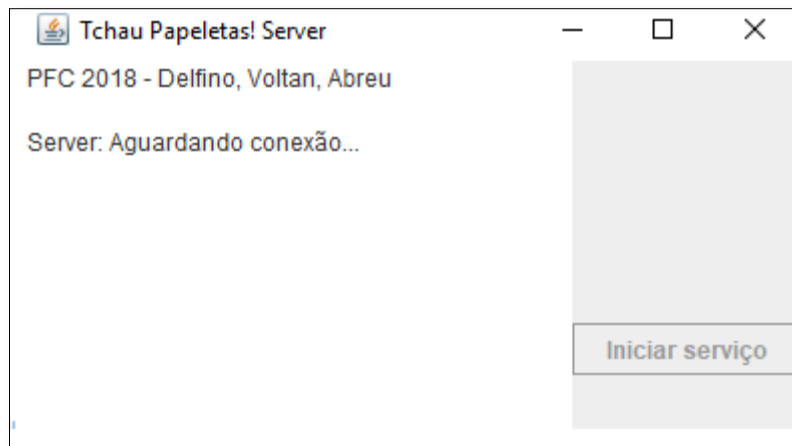 Tchau Papeletas! Server
PFC 2018 - Delfino, Voltan, Abreu
Server: Aguardando conexão...
Iniciar serviço